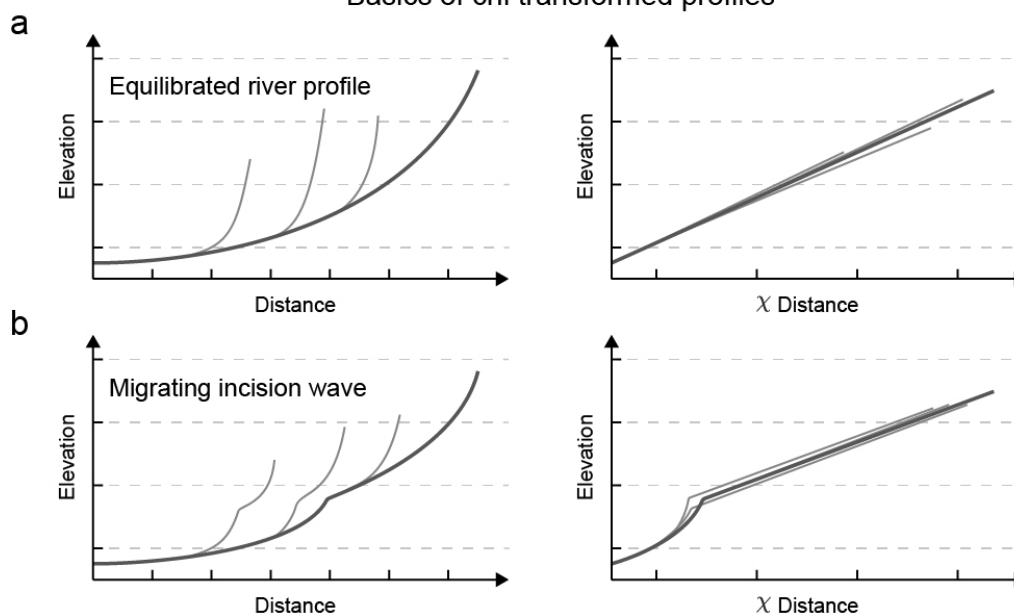 Basics of chi transformed profiles
a
Equilibrated river profile
Elevation
Distance
Elevation
χ Distance
b
Migrating incision wave
Elevation
Distance
Elevation
χ Distance